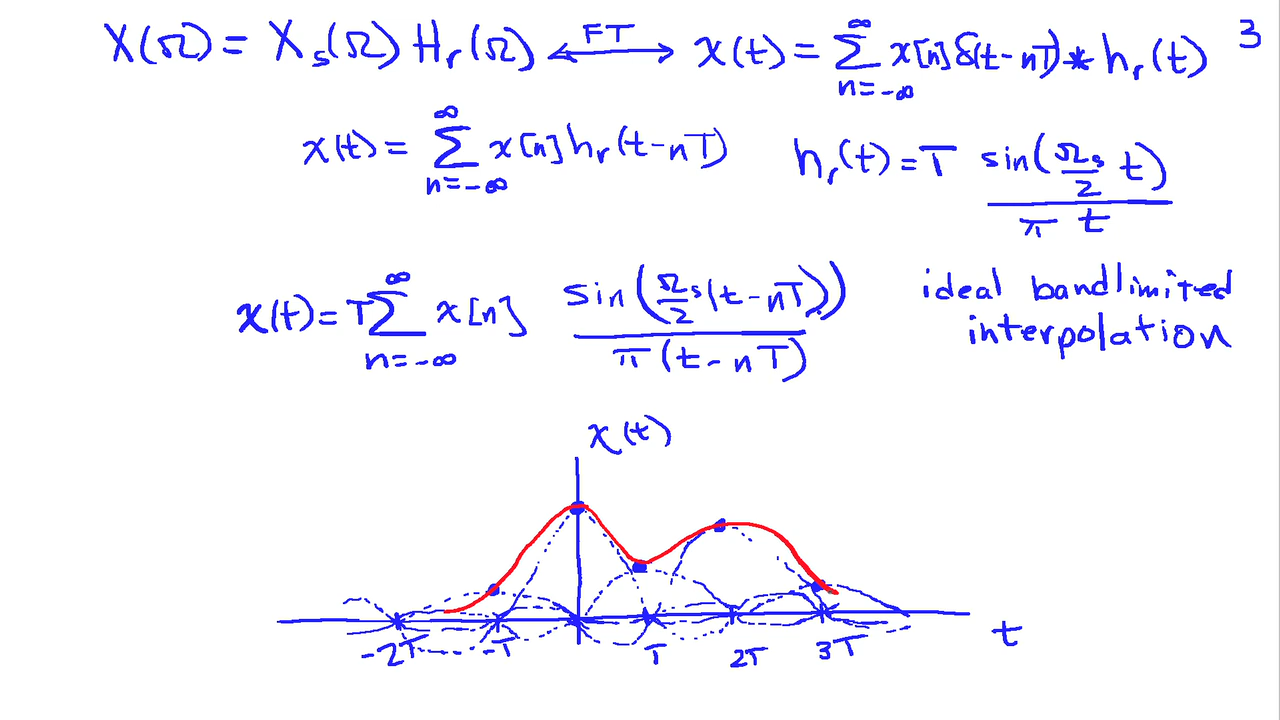 X(Ω) = X_s(Ω) H_r(Ω) ⟷FT x(t) = ∑_{n=-∞}^{∞} x[n] δ(t-nT) * h_r(t) 3
x(t) = ∑_{n=-∞}^{∞} x[n] h_r(t-nT) h_r(t) = T sin(Ω_s/2 t) / π t
x(t) = T ∑_{n=-∞}^{∞} x[n] sin(Ω_s/2 (t-nT)) / π(t-nT) ideal bandlimited
interpolation
x(t)
-2T -T T 2T 3T t